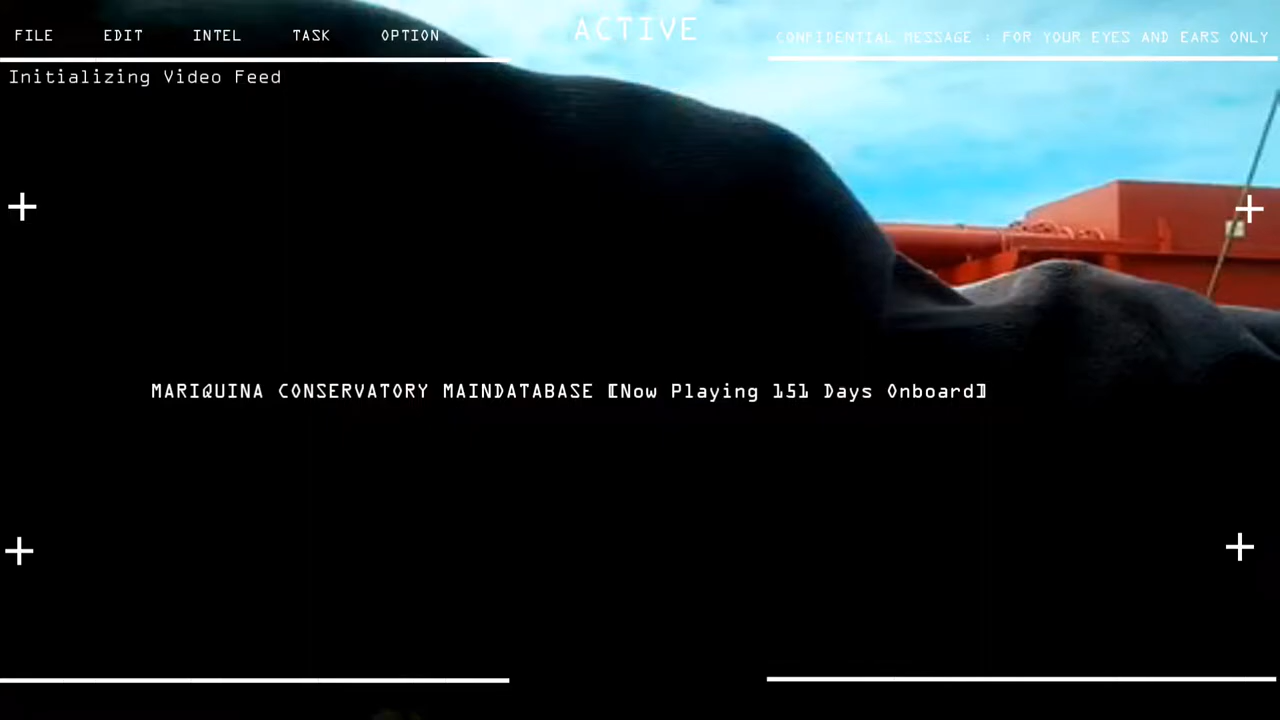 FILE EDIT INTEL TASK OPTION
ACTIVE
CONFIDENTIAL MESSAGE : FOR YOUR EYES AND EARS ONLY
Initializing Video Feed
MARIQUINA CONSERVATORY MAINDATABASE [Now Playing 151 Days Onboard]